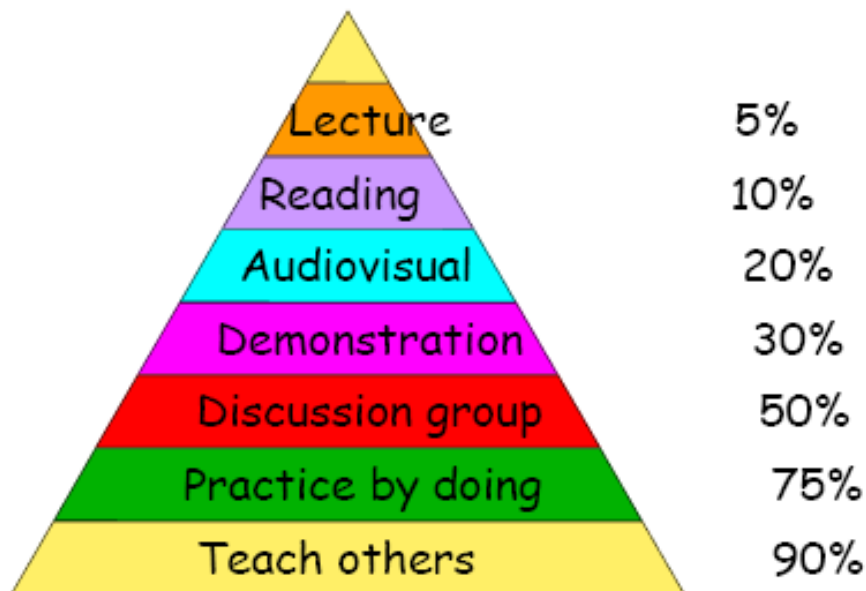 Lecture 5%
Reading 10%
Audiovisual 20%
Demonstration 30%
Discussion group 50%
Practice by doing 75%
Teach others 90%